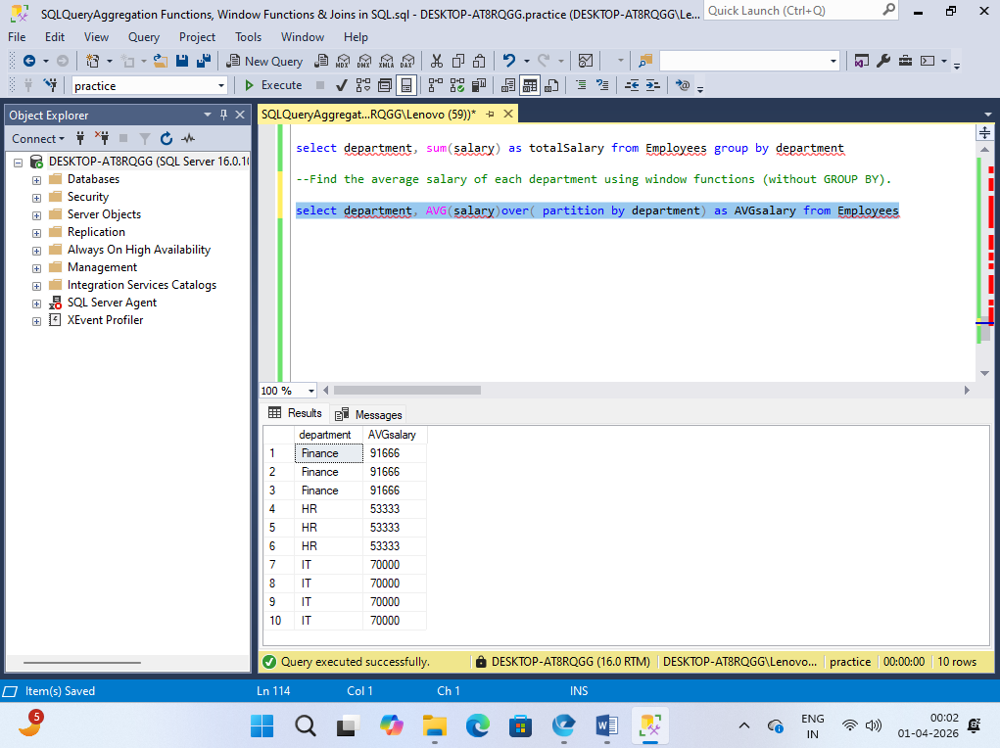 SQLQueryAggregation Functions, Window Functions & Joins in SQL.sql - DESKTOP-AT8RQGG.practice (DESKTOP-AT8RQGG\Le...
Quick Launch (Ctrl+Q)
File Edit View Query Project Tools Window Help
New Query MDX DMX XMLA DAX
practice Execute
Object Explorer
Connect
DESKTOP-AT8RQGG (SQL Server 16.0.10
Databases
Security
Server Objects
Replication
Always On High Availability
Management
Integration Services Catalogs
SQL Server Agent
XEvent Profiler
SQLQueryAggregat...RQGG\Lenovo (59))*
select department, sum(salary) as totalSalary from Employees group by department
--Find the average salary of each department using window functions (without GROUP BY).
select department, AVG(salary)over( partition by department) as AVGsalary from Employees
100 %
Results Messages
department AVGsalary
1 Finance 91666
2 Finance 91666
3 Finance 91666
4 HR 53333
5 HR 53333
6 HR 53333
7 IT 70000
8 IT 70000
9 IT 70000
10 IT 70000
Query executed successfully. DESKTOP-AT8RQGG (16.0 RTM) DESKTOP-AT8RQGG\Lenovo... practice 00:00:00 10 rows
Item(s) Saved Ln 114 Col 1 Ch 1 INS
5
ENG
IN
00:02
01-04-2026